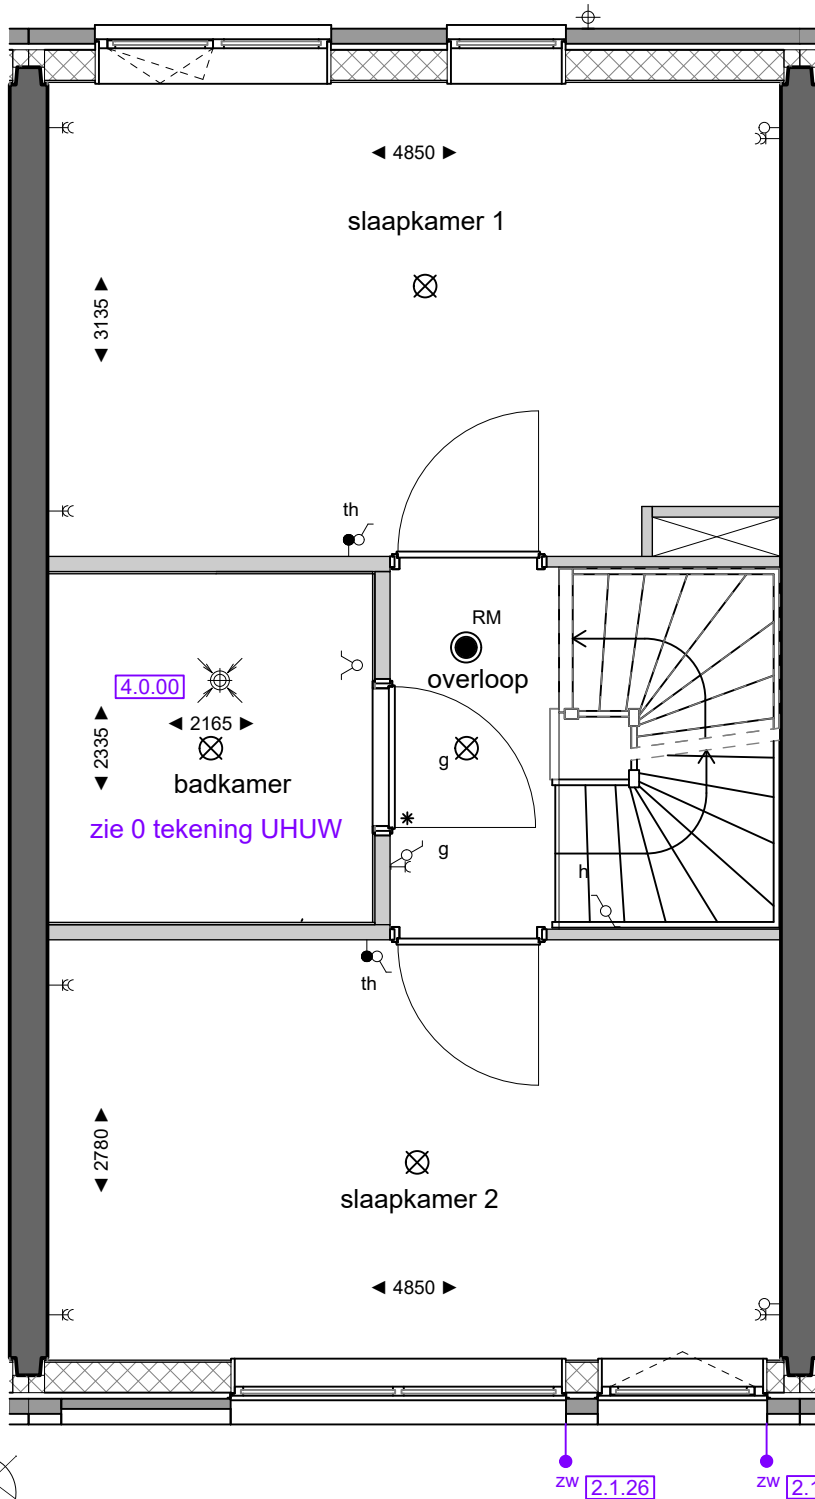 4850
slaapkamer 1
3135
th
RM
overloop
4.0.00
2165
2335
g
badkamer
zie 0 tekening UHUW
g
h
th
2780
slaapkamer 2
4850
zw 2.1.26
zw